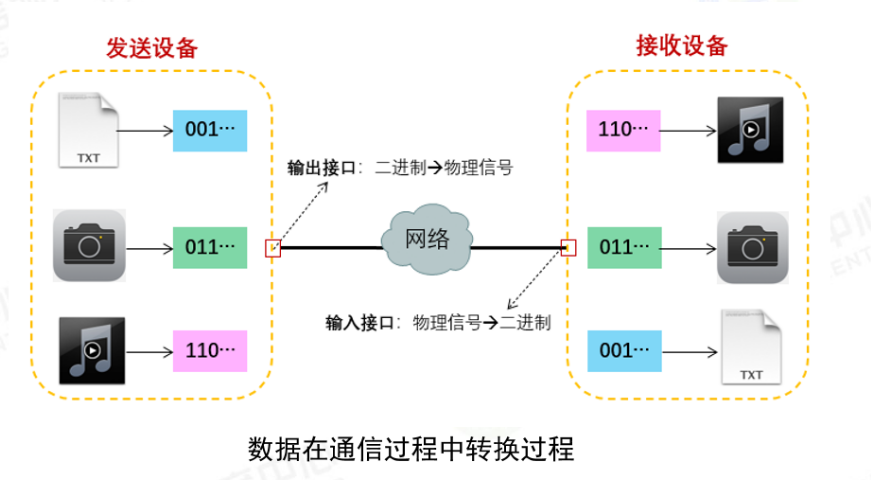 发送设备
接收设备
TXT
001···
110···
输出接口：二进制→物理信号
011···
网络
011···
输入接口：物理信号→二进制
110···
001···
TXT
数据在通信过程中转换过程